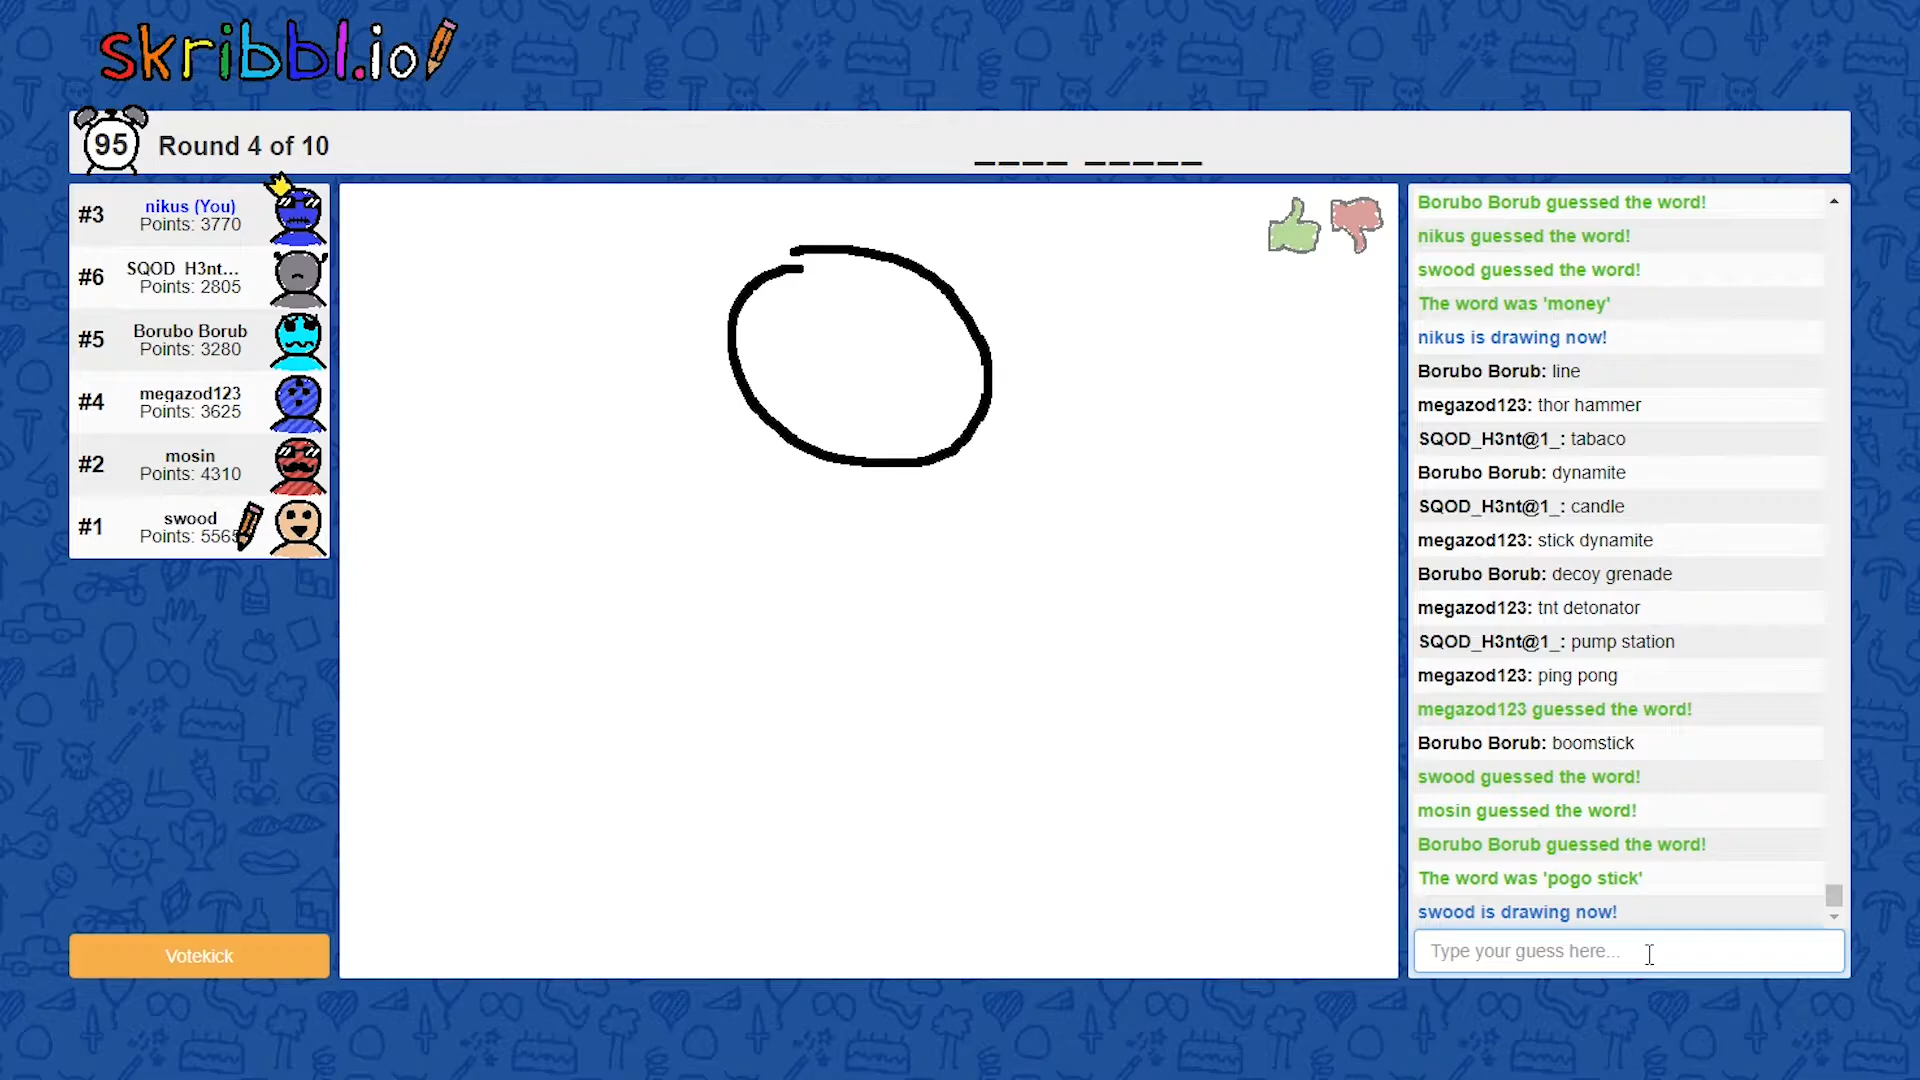 skribbl.io
95
Round 4 of 10
____ _____
#3
nikus (You)
Points: 3770
#6
SQOD H3nt...
Points: 2805
#5
Borubo Borub
Points: 3280
#4
megazod123
Points: 3625
#2
mosin
Points: 4310
#1
swood
Points: 5565
Votekick
Borubo Borub guessed the word!
nikus guessed the word!
swood guessed the word!
The word was 'money'
nikus is drawing now!
Borubo Borub: line
megazod123: thor hammer
SQOD_H3nt@1_: tabaco
Borubo Borub: dynamite
SQOD_H3nt@1_: candle
megazod123: stick dynamite
Borubo Borub: decoy grenade
megazod123: tnt detonator
SQOD_H3nt@1_: pump station
megazod123: ping pong
megazod123 guessed the word!
Borubo Borub: boomstick
swood guessed the word!
mosin guessed the word!
Borubo Borub guessed the word!
The word was 'pogo stick'
swood is drawing now!
Type your guess here...